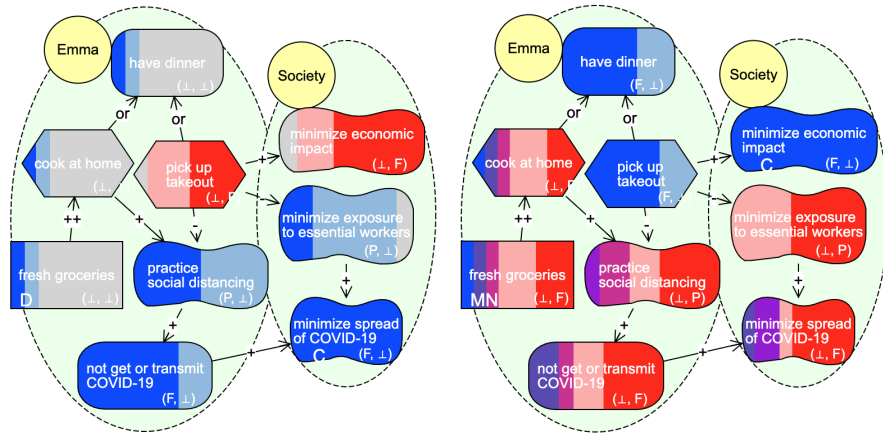 Emma
have dinner
(⊥, ⊥)
Society
or
or
minimize economic
impact
(⊥, F)
cook at home
pick up
takeout
+
-
++
+
-
minimize exposure
to essential workers
(P, ⊥)
fresh groceries
D
(⊥, ⊥)
practice
social distancing
(P, ⊥)
+
+
minimize spread
of COVID-19
C
(F, ⊥)
not get or transmit
COVID-19
(F, ⊥)
+
Emma
have dinner
(F, ⊥)
Society
or
or
minimize economic
impact
C
(F, ⊥)
cook at home
pick up
takeout
(F, ⊥)
+
-
++
+
-
minimize exposure
to essential workers
(⊥, P)
fresh groceries
MN
(⊥, F)
practice
social distancing
(⊥, P)
+
+
minimize spread
of COVID-19
(⊥, F)
not get or transmit
COVID-19
(⊥, F)
+